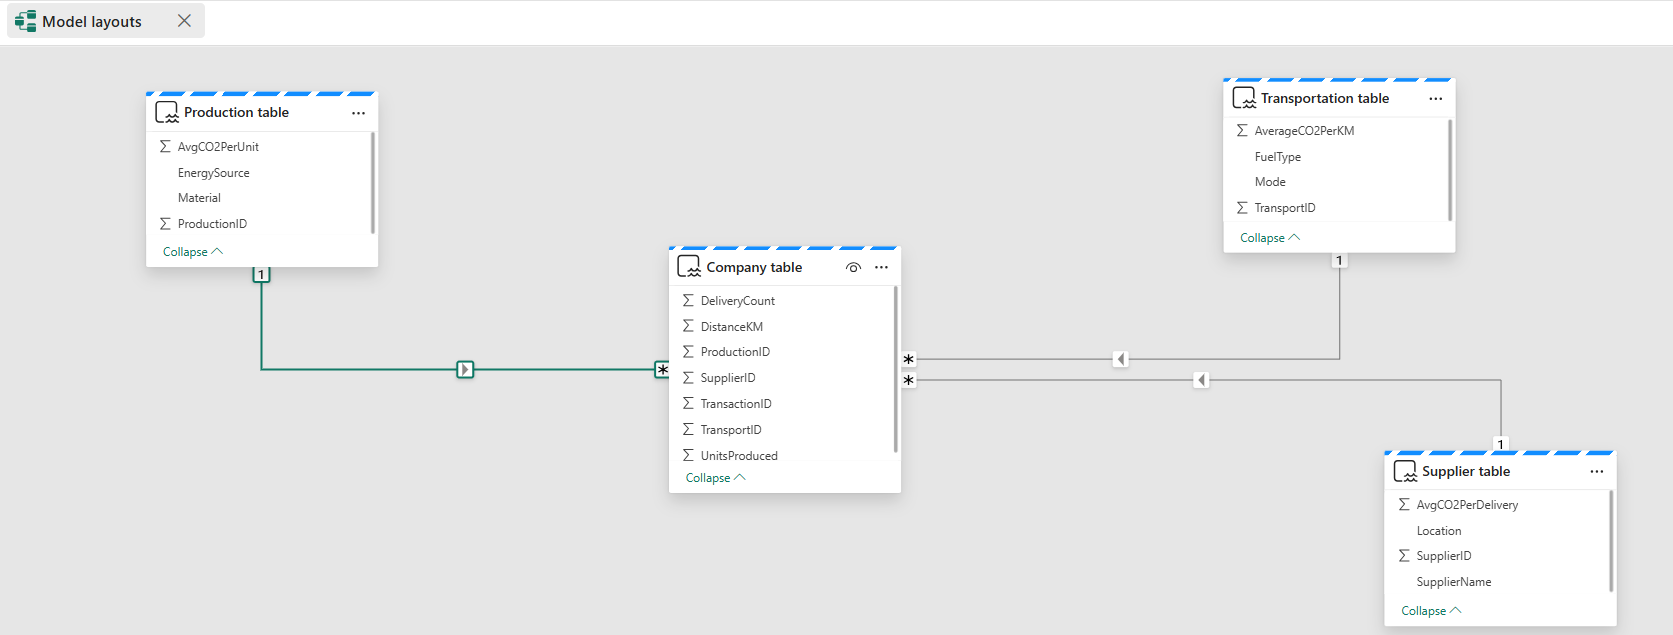 Model layouts
Production table
AvgCO2PerUnit
EnergySource
Material
ProductionID
Collapse
1
Company table
DeliveryCount
DistanceKM
ProductionID
SupplierID
TransactionID
TransportID
UnitsProduced
Collapse
*
*
*
Transportation table
AverageCO2PerKM
FuelType
Mode
TransportID
Collapse
1
1
Supplier table
AvgCO2PerDelivery
Location
SupplierID
SupplierName
Collapse